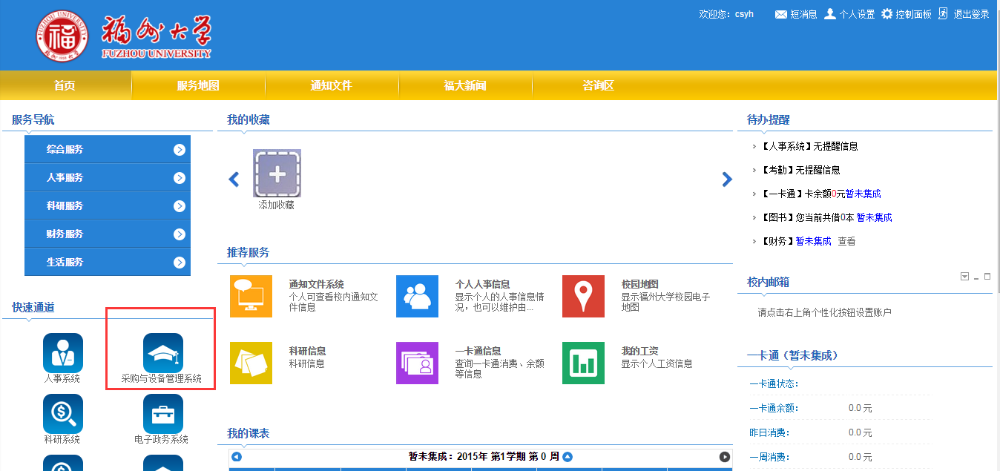 福州大学
FUZHOU UNIVERSITY
欢迎您：csyh 短消息 个人设置 控制面板 退出登录
首页 服务地图 通知文件 福大新闻 咨询区
服务导航
综合服务
人事服务
科研服务
财务服务
生活服务
快速通道
人事系统 采购与设备管理系统
科研系统 电子政务系统
我的收藏
添加收藏
推荐服务
通知文件系统
个人可查看校内通知文
件信息
个人人事信息
显示个人的人事信息情
况，也可以维护由...
校园地图
显示福州大学校园电子
地图
科研信息
科研信息
一卡通信息
查询一卡通消费、余额
等信息
我的工资
显示个人工资信息
我的课表
暂未集成：2015年 第1学期 第 0 周
待办提醒
【人事系统】无提醒信息
【考勤】无提醒信息
【一卡通】卡余额0元暂未集成
【图书】您当前共借0本 暂未集成
【财务】暂未集成 查看
校内邮箱
请点击右上角个性化按钮设置账户
一卡通（暂未集成）
一卡通状态：
一卡通余额： 0.0 元
昨日消费： 0.0 元
一周消费： 0.0 元